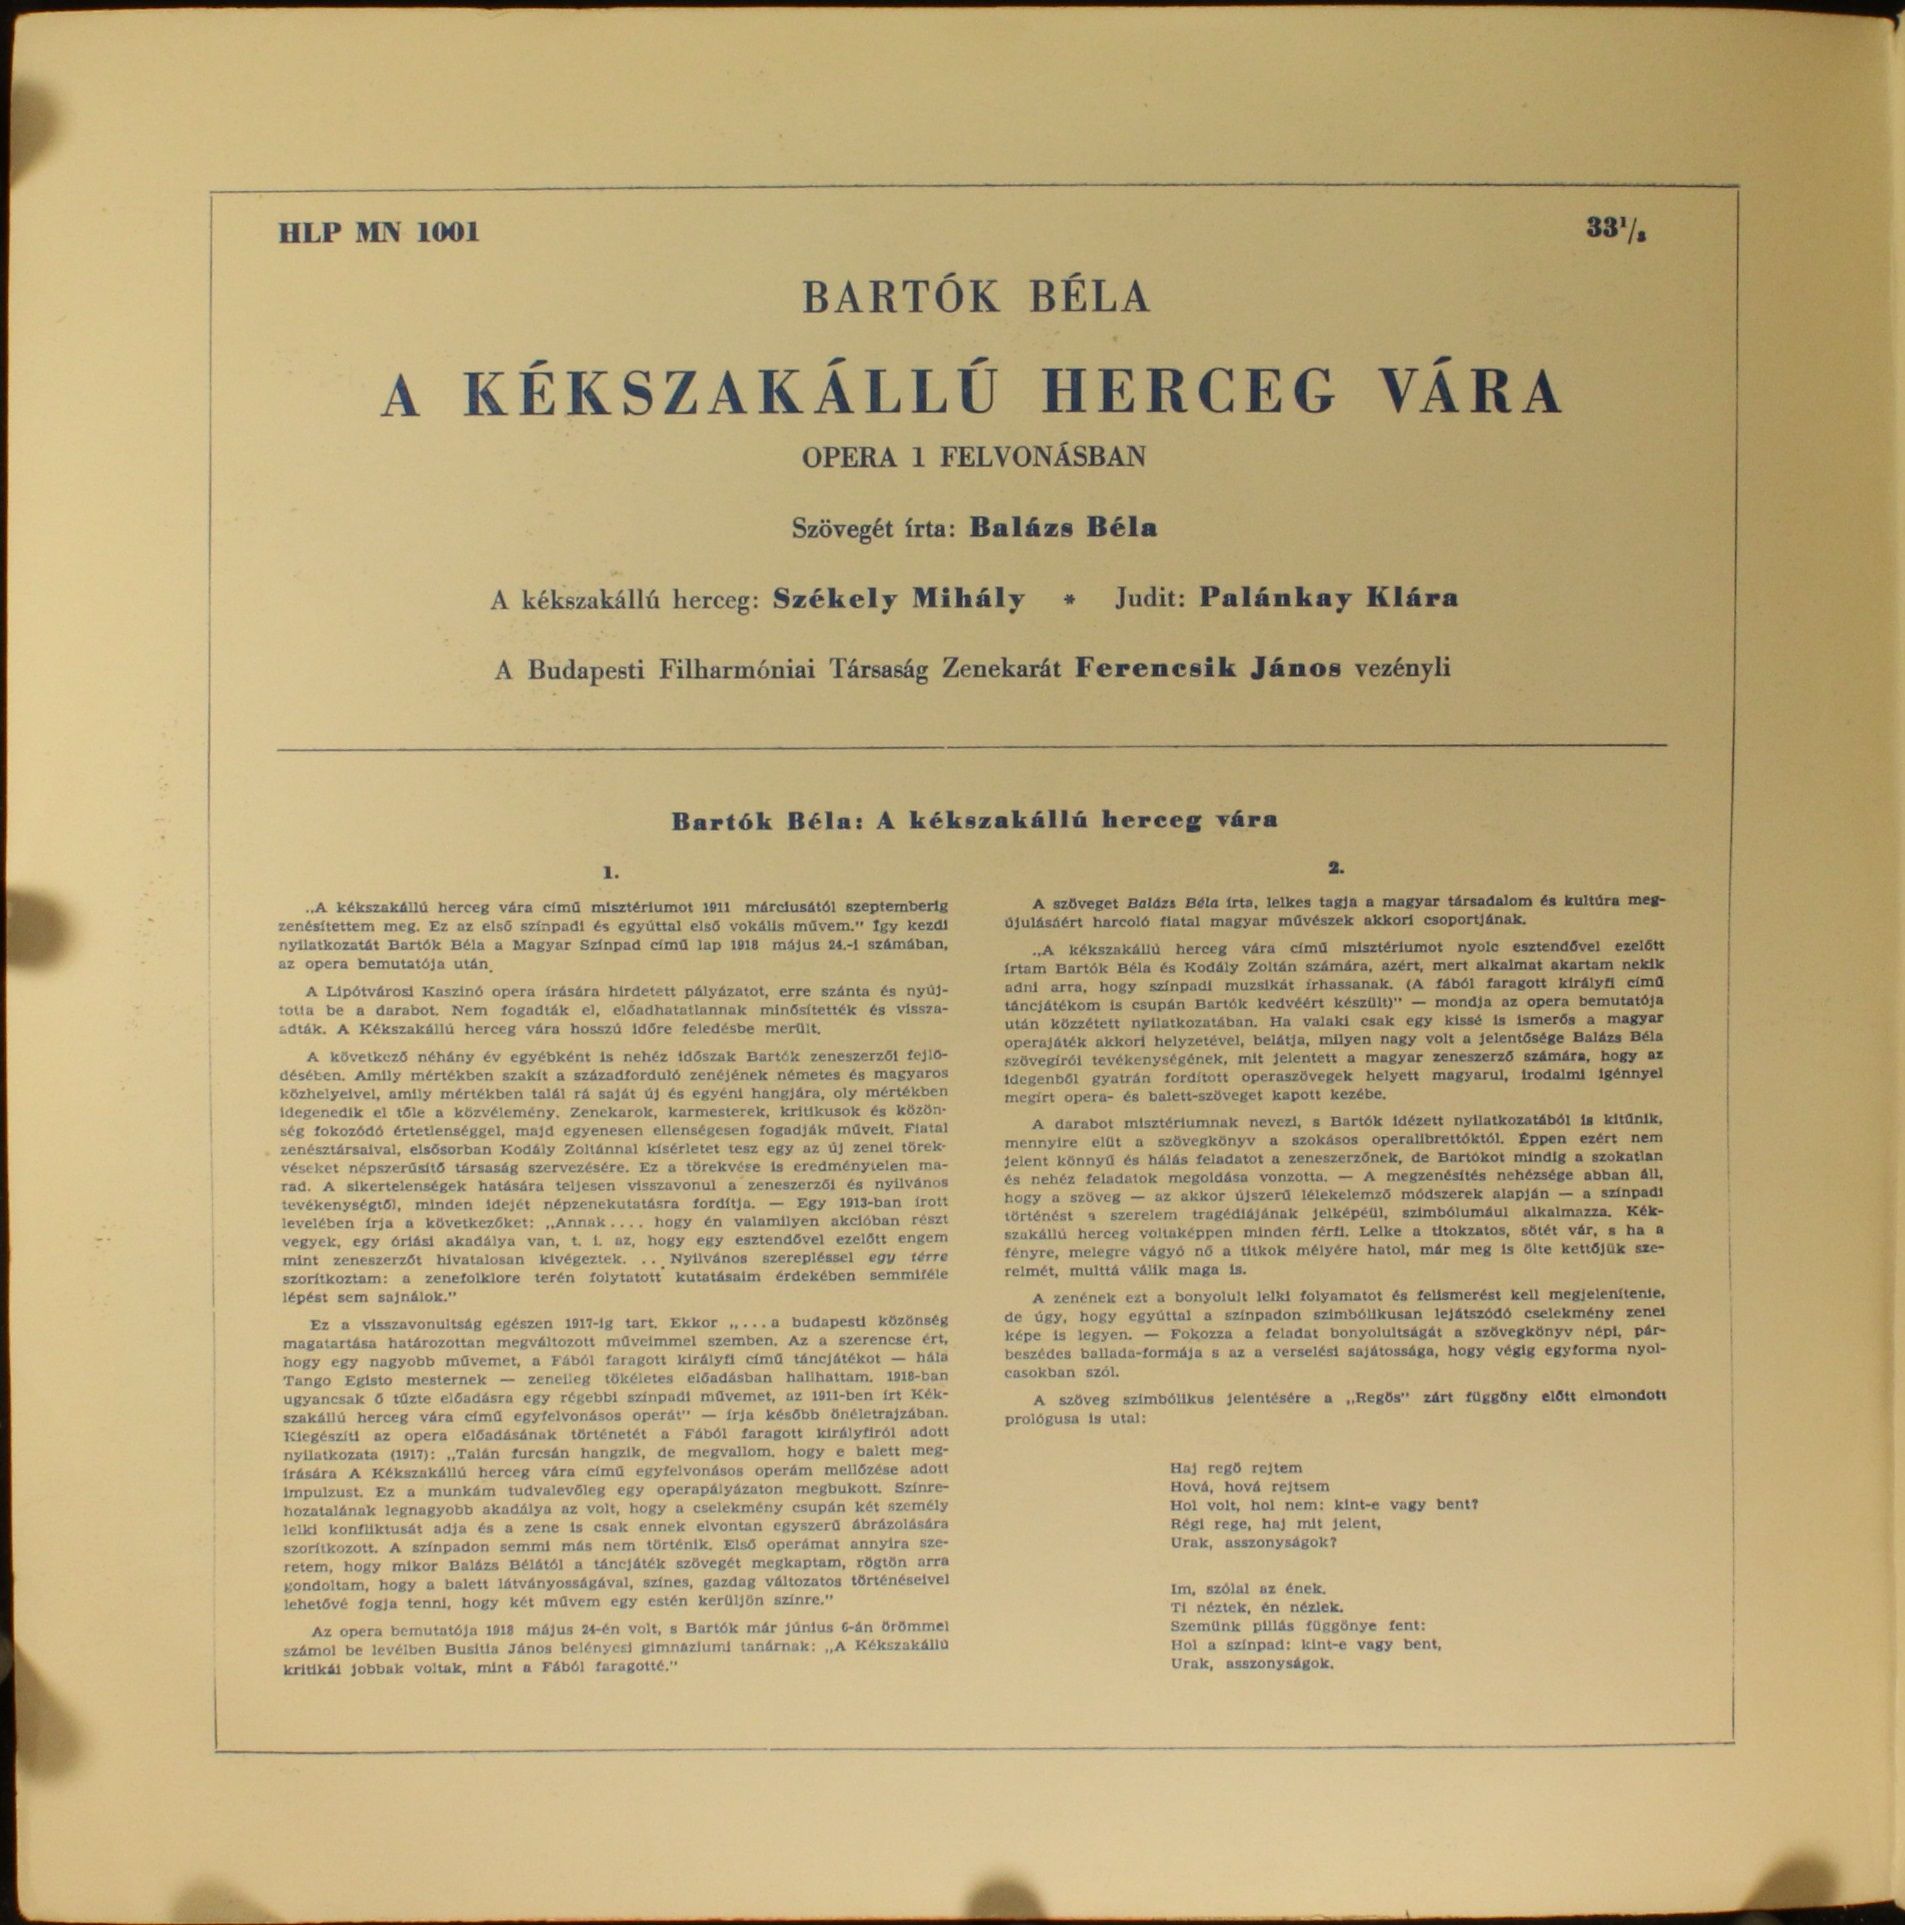 HLP MN 1001
33¹/₃
BARTÓK BÉLA
A KÉKSZAKÁLLÚ HERCEG VÁRA
OPERA 1 FELVONÁSBAN
Szövegét írta: Balázs Béla
A kékszakállú herceg: Székely Mihály * Judit: Palánkay Klára
A Budapesti Filharmóniai Társaság Zenekarát Ferencsik János vezényli
Bartók Béla: A kékszakállú herceg vára
1.
„A kékszakállú herceg vára című misztériumot 1911 márciusától szeptemberig
zenésítettem meg. Ez az első színpadi és egyúttal első vokális művem." Így kezdi
nyilatkozatát Bartók Béla a Magyar Színpad című lap 1918 május 24.-i számában,
az opera bemutatója után.
A Lipótvárosi Kaszinó opera írására hirdetett pályázatot, erre szánta és nyúj-
totta be a darabot. Nem fogadták el, előadhatatlannak minősítették és vissza-
adták. A Kékszakállú herceg vára hosszú időre feledésbe merült.
A következő néhány év egyébként is nehéz időszak Bartók zeneszerzői fejlő-
désében. Amily mértékben szakít a századforduló zenéjének németes és magyaros
közhelyeivel, amily mértékben talál rá saját új és egyéni hangjára, oly mértékben
idegenedik el tőle a közvélemény. Zenekarok, karmesterek, kritikusok és közön-
ség fokozódó értetlenséggel, majd egyenesen ellenségesen fogadják műveit. Fiatal
zenésztársaival, elsősorban Kodály Zoltánnal kísérletet tesz egy az új zenei törek-
véseket népszerűsítő társaság szervezésére. Ez a törekvése is eredménytelen ma-
rad. A sikertelenségek hatására teljesen visszavonul a zeneszerzői és nyilvános
tevékenységtől, minden idejét népzenekutatásra fordítja. — Egy 1913-ban írott
levelében írja a következőket: „Annak .... hogy én valamilyen akcióban részt
vegyek, egy óriási akadálya van, t. i. az, hogy egy esztendővel ezelőtt engem
mint zeneszerzőt hivatalosan kivégeztek. ... Nyilvános szerepléssel egy térre
szorítkoztam: a zenefolklore terén folytatott kutatásaim érdekében semmiféle
lépést sem sajnálok."
Ez a visszavonultság egészen 1917-ig tart. Ekkor „...a budapesti közönség
magatartása határozottan megváltozott műveimmel szemben. Az a szerencse ért,
hogy egy nagyobb művemet, a Fából faragott királyfi című táncjátékot — hála
Tango Egisto mesternek — zeneileg tökéletes előadásban hallhattam. 1918-ban
ugyancsak ő tűzte előadásra egy régebbi színpadi művemet, az 1911-ben írt Kék-
szakállú herceg vára című egyfelvonásos operát" — írja később önéletrajzában.
Kiegészíti az opera előadásának történetét a Fából faragott királyfiról adott
nyilatkozata (1917): „Talán furcsán hangzik, de megvallom, hogy e balett meg-
írására A Kékszakállú herceg vára című egyfelvonásos operám mellőzése adott
impulzust. Ez a munkám tudvalevőleg egy operapályázaton megbukott. Színre-
hozatalának legnagyobb akadálya az volt, hogy a cselekmény csupán két személy
lelki konfliktusát adja és a zene is csak ennek elvontan egyszerű ábrázolására
szorítkozott. A színpadon semmi más nem történik. Első operámat annyira sze-
retem, hogy mikor Balázs Bélától a táncjáték szövegét megkaptam, rögtön arra
gondoltam, hogy a balett látványosságával, színes, gazdag változatos történéseivel
lehetővé fogja tenni, hogy két művem egy estén kerüljön színre."
Az opera bemutatója 1918 május 24-én volt, s Bartók már június 6-án örömmel
számol be levélben Busitia János belényesi gimnáziumi tanárnak: „A Kékszakállú
kritikái jobbak voltak, mint a Fából faragotté."
2.
A szöveget Balázs Béla írta, lelkes tagja a magyar társadalom és kultúra meg-
újulásáért harcoló fiatal magyar művészek akkori csoportjának.
„A kékszakállú herceg vára című misztériumot nyolc esztendővel ezelőtt
írtam Bartók Béla és Kodály Zoltán számára, azért, mert alkalmat akartam nekik
adni arra, hogy színpadi muzsikát írhassanak. (A fából faragott királyfi című
táncjátékom is csupán Bartók kedvéért készült)" — mondja az opera bemutatója
után közzétett nyilatkozatában. Ha valaki csak egy kissé is ismerős a magyar
operajáték akkori helyzetével, belátja, milyen nagy volt a jelentősége Balázs Béla
szövegírói tevékenységének, mit jelentett a magyar zeneszerző számára, hogy az
idegenből gyatrán fordított operaszövegek helyett magyarul, irodalmi igénnyel
megírt opera- és balett-szöveget kapott kezébe.
A darabot misztériumnak nevezi, s Bartók idézett nyilatkozatából is kitűnik,
mennyire elüt a szövegkönyv a szokásos operalibrettóktól. Éppen ezért nem
jelent könnyű és hálás feladatot a zeneszerzőnek, de Bartókot mindig a szokatlan
és nehéz feladatok megoldása vonzotta. — A megzenésítés nehézsége abban áll,
hogy a szöveg — az akkor újszerű lélekelemző módszerek alapján — a színpadi
történést a szerelem tragédiájának jelképéül, szimbólumául alkalmazza. Kék-
szakállú herceg voltaképpen minden férfi. Lelke a titokzatos, sötét vár, s ha a
fényre, melegre vágyó nő a titkok mélyére hatol, már meg is ölte kettőjük sze-
relmét, multtá válik maga is.
A zenének ezt a bonyolult lelki folyamatot és felismerést kell megjelenítenie,
de úgy, hogy egyúttal a színpadon szimbólikusan lejátszódó cselekmény zenei
képe is legyen. — Fokozza a feladat bonyolultságát a szövegkönyv népi, pár-
beszédes ballada-formája s az a verselési sajátossága, hogy végig egyforma nyol-
casokban szól.
A szöveg szimbólikus jelentésére a „Regös" zárt függöny előtt elmondott
prológusa is utal:
Haj regö rejtem
Hová, hová rejtsem
Hol volt, hol nem: kint-e vagy bent?
Régi rege, haj mit jelent,
Urak, asszonyságok?
Im, szólal az ének.
Ti néztek, én nézlek.
Szemünk pillás függönye fent:
Hol a színpad: kint-e vagy bent,
Urak, asszonyságok.